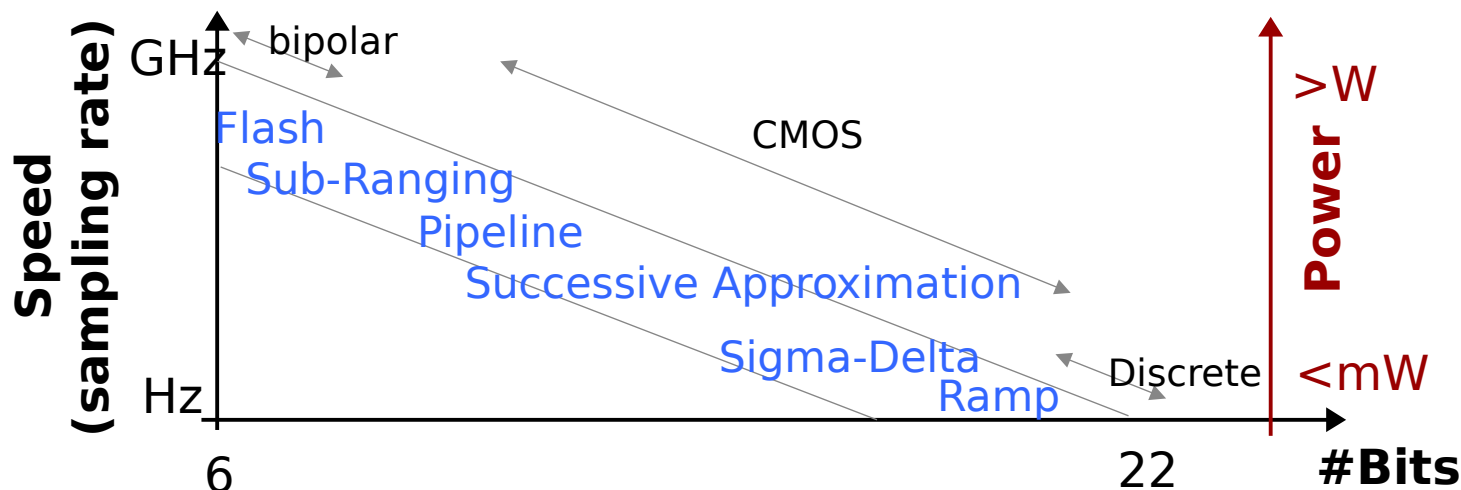 Speed
(sampling rate)
GHz
bipolar
CMOS
>W
Flash
Sub-Ranging
Pipeline
Successive Approximation
Power
Sigma-Delta
Discrete
<mW
Hz
Ramp
6
22
#Bits